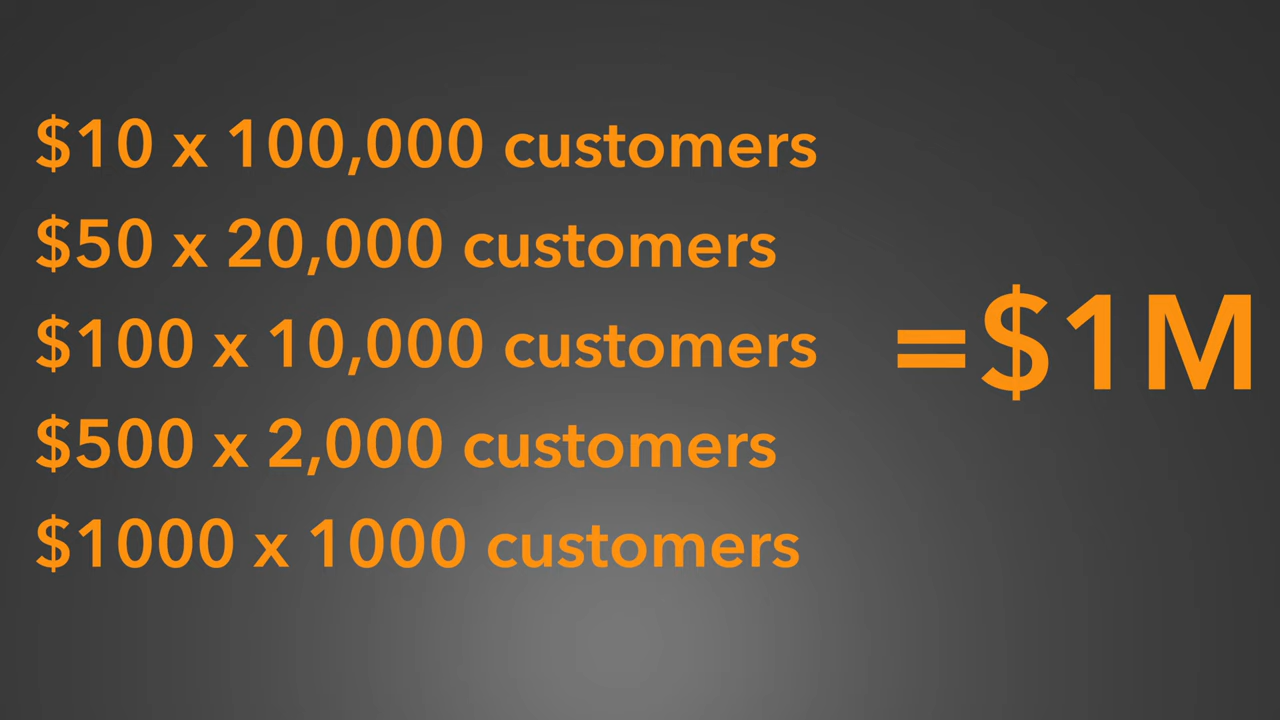 $10 x 100,000 customers
$50 x 20,000 customers
$100 x 10,000 customers
$500 x 2,000 customers
$1000 x 1000 customers
=$1M